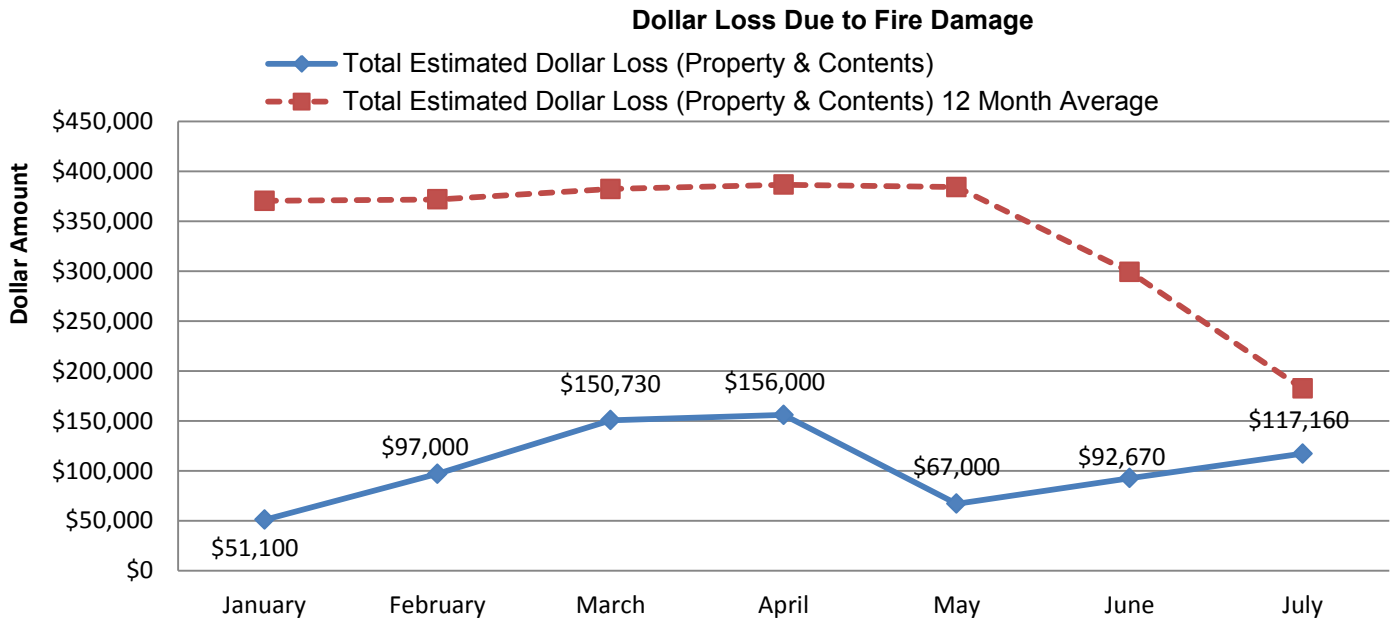 Dollar Loss Due to Fire Damage
Total Estimated Dollar Loss (Property & Contents)
Total Estimated Dollar Loss (Property & Contents) 12 Month Average
Dollar Amount
$450,000
$400,000
$350,000
$300,000
$250,000
$200,000
$150,000
$100,000
$50,000
$0
$51,100
$97,000
$150,730
$156,000
$67,000
$92,670
$117,160
January
February
March
April
May
June
July